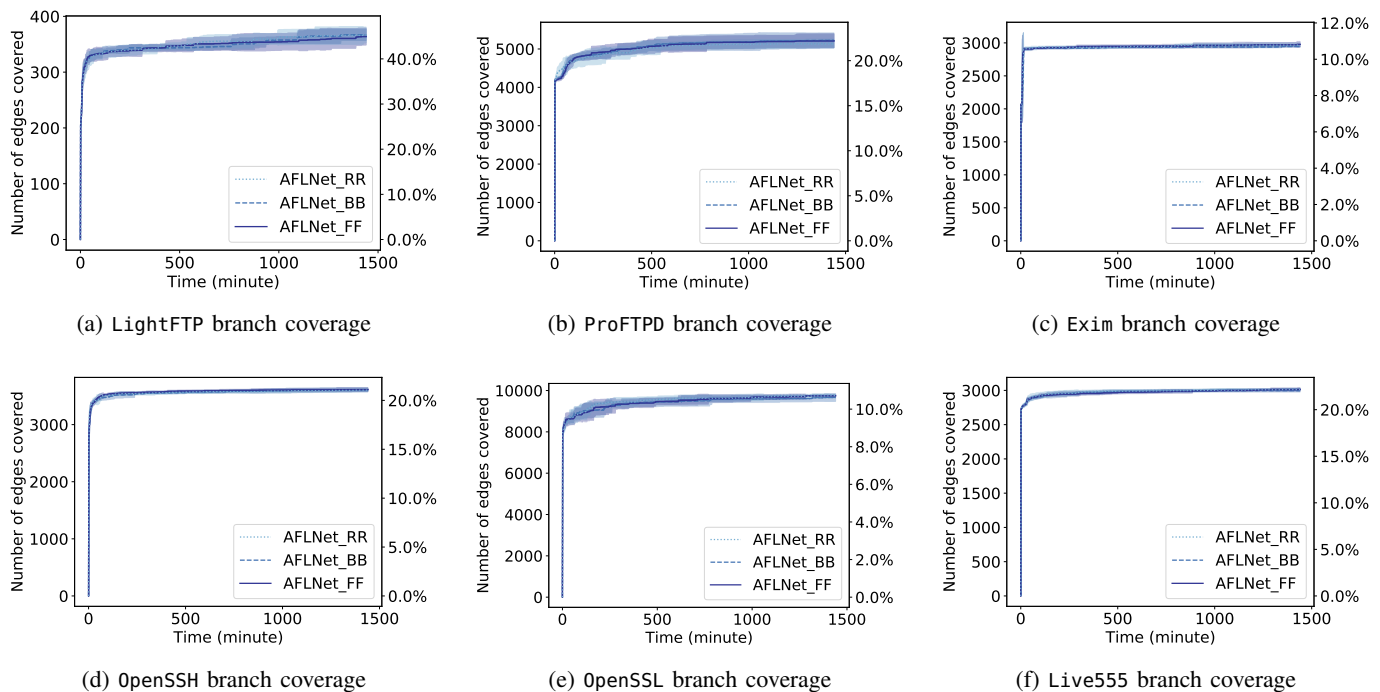 400
300
200
100
0
Number of edges covered
40.0%
30.0%
20.0%
10.0%
0.0%
AFLNet_RR
AFLNet_BB
AFLNet_FF
0 500 1000 1500
Time (minute)
(a) LightFTP branch coverage
5000
4000
3000
2000
1000
0
Number of edges covered
20.0%
15.0%
10.0%
5.0%
0.0%
AFLNet_RR
AFLNet_BB
AFLNet_FF
0 500 1000 1500
Time (minute)
(b) ProFTPD branch coverage
3000
2500
2000
1500
1000
500
0
Number of edges covered
12.0%
10.0%
8.0%
6.0%
4.0%
2.0%
0.0%
AFLNet_RR
AFLNet_BB
AFLNet_FF
0 500 1000 1500
Time (minute)
(c) Exim branch coverage
3000
2000
1000
0
Number of edges covered
20.0%
15.0%
10.0%
5.0%
0.0%
AFLNet_RR
AFLNet_BB
AFLNet_FF
0 500 1000 1500
Time (minute)
(d) OpenSSH branch coverage
10000
8000
6000
4000
2000
0
Number of edges covered
10.0%
8.0%
6.0%
4.0%
2.0%
0.0%
AFLNet_RR
AFLNet_BB
AFLNet_FF
0 500 1000 1500
Time (minute)
(e) OpenSSL branch coverage
3000
2500
2000
1500
1000
500
0
Number of edges covered
20.0%
15.0%
10.0%
5.0%
0.0%
AFLNet_RR
AFLNet_BB
AFLNet_FF
0 500 1000 1500
Time (minute)
(f) Live555 branch coverage